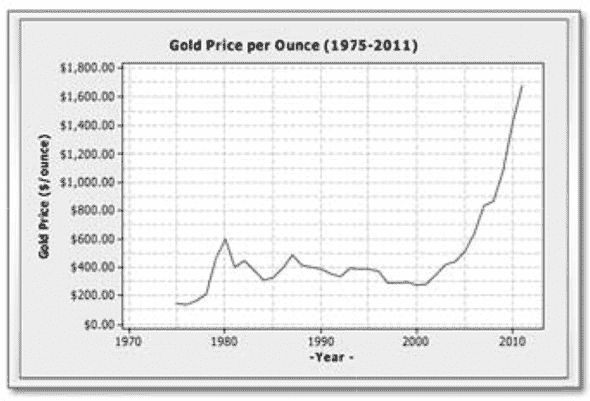 Gold Price per Ounce (1975-2011)
$1,800.00
$1,600.00
$1,400.00
$1,200.00
$1,000.00
$800.00
$600.00
$400.00
$200.00
$0.00
Gold Price ($/ounce)
1970 1980 1990 2000 2010
-Year -